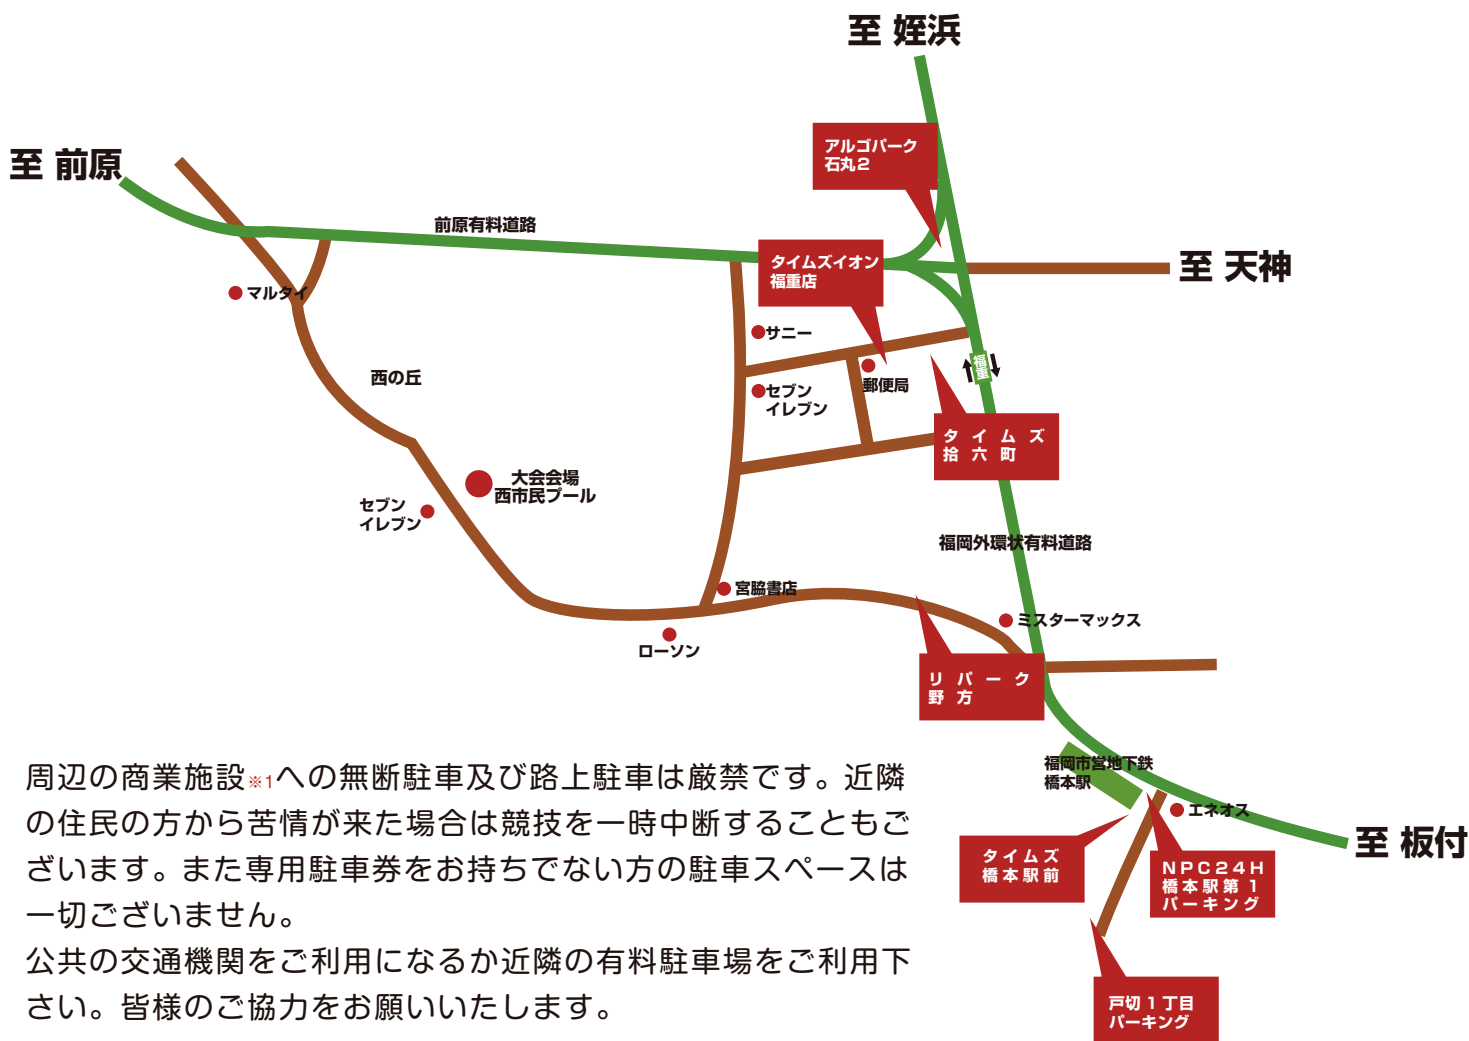 至 姪浜
アルゴパーク
石丸2
至 前原
前原有料道路
タイムズイオン
福重店
至 天神
マルタイ
サニー
福重
西の丘
郵便局
セブン
イレブン
タイムズ
拾六町
大会会場
西市民プール
セブン
イレブン
福岡外環状有料道路
宮脇書店
ミスターマックス
ローソン
リパーク
野方
福岡市営地下鉄
橋本駅
エネオス
至 板付
タイムズ
橋本駅前
NPC24H
橋本駅第1
パーキング
戸切1丁目
パーキング
周辺の商業施設※1への無断駐車及び路上駐車は厳禁です。近隣
の住民の方から苦情が来た場合は競技を一時中断することもご
ざいます。また専用駐車券をお持ちでない方の駐車スペースは
一切ございません。
公共の交通機関をご利用になるか近隣の有料駐車場をご利用下
さい。皆様のご協力をお願いいたします。